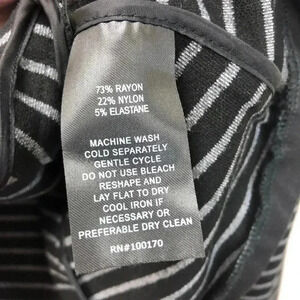 73% RAYON
22% NYLON
5% ELASTANE
MACHINE WASH
COLD SEPARATELY
GENTLE CYCLE
DO NOT USE BLEACH
RESHAPE AND
LAY FLAT TO DRY
COOL IRON IF
NECESSARY OR
PREFERABLE DRY CLEAN
RN#100170